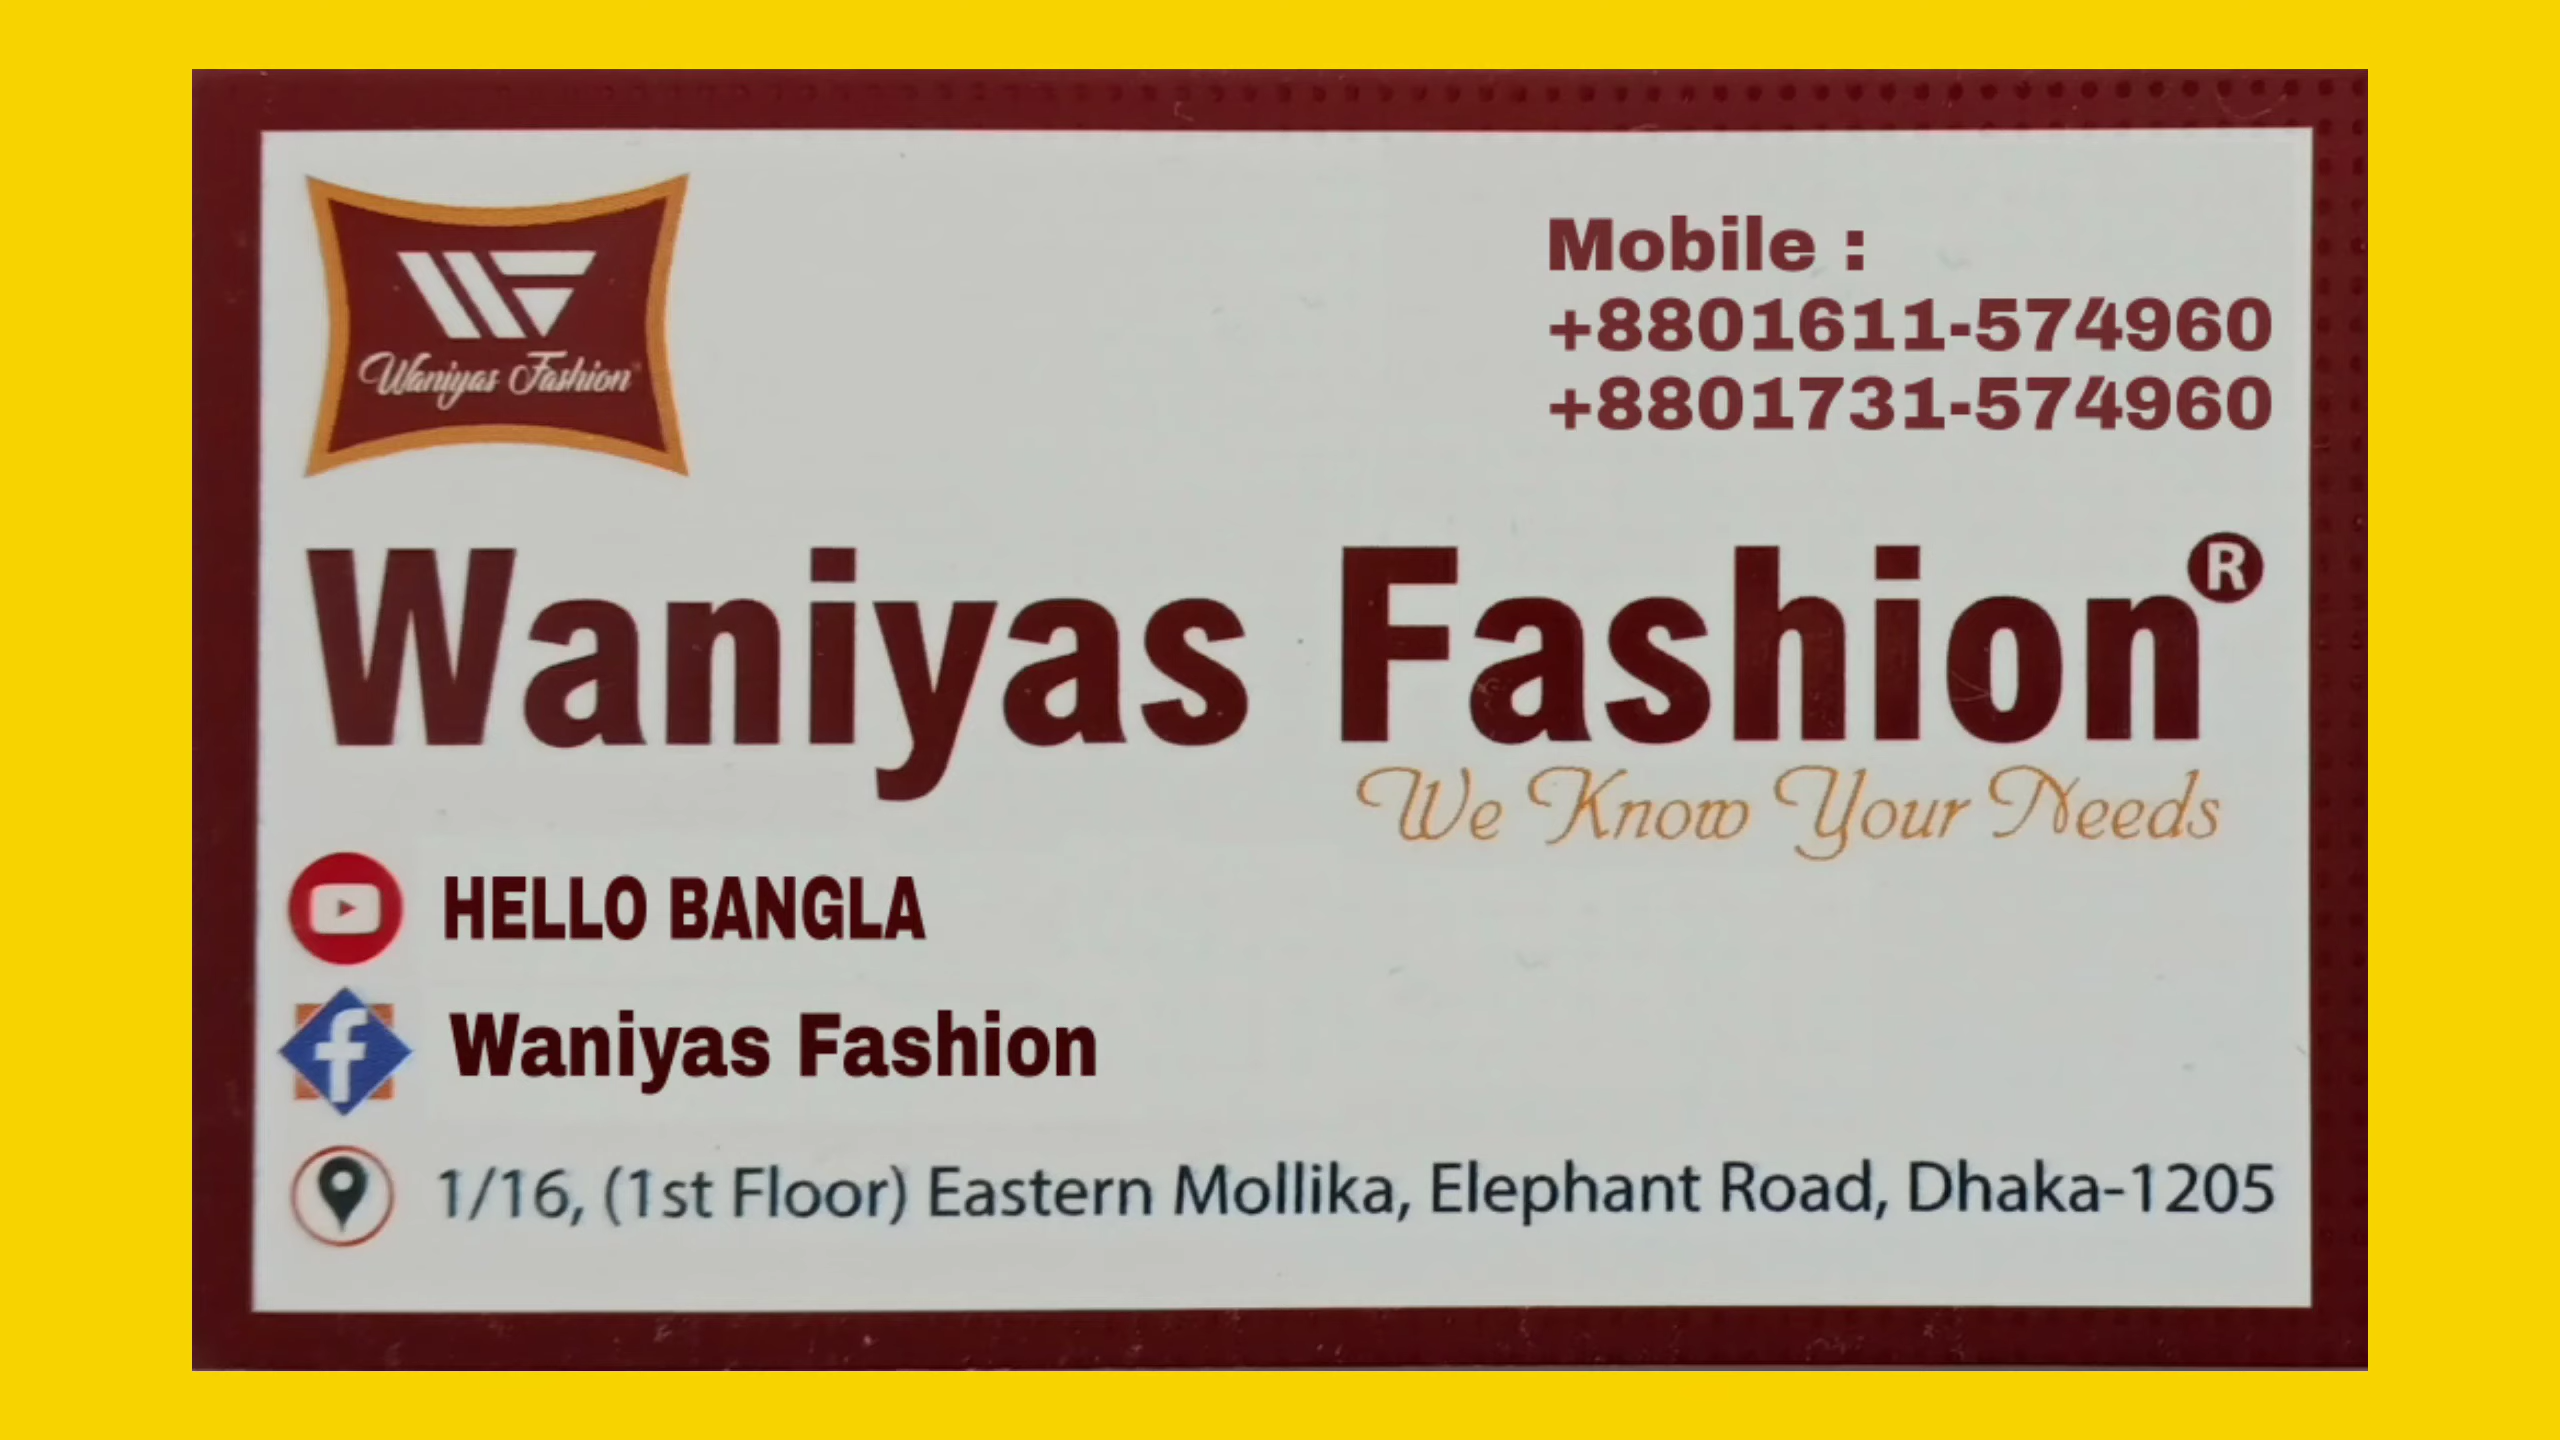 Waniyas Fashion
Mobile :
+8801611-574960
+8801731-574960
Waniyas Fashion®
We Know Your Needs
HELLO BANGLA
Waniyas Fashion
1/16, (1st Floor) Eastern Mollika, Elephant Road, Dhaka-1205